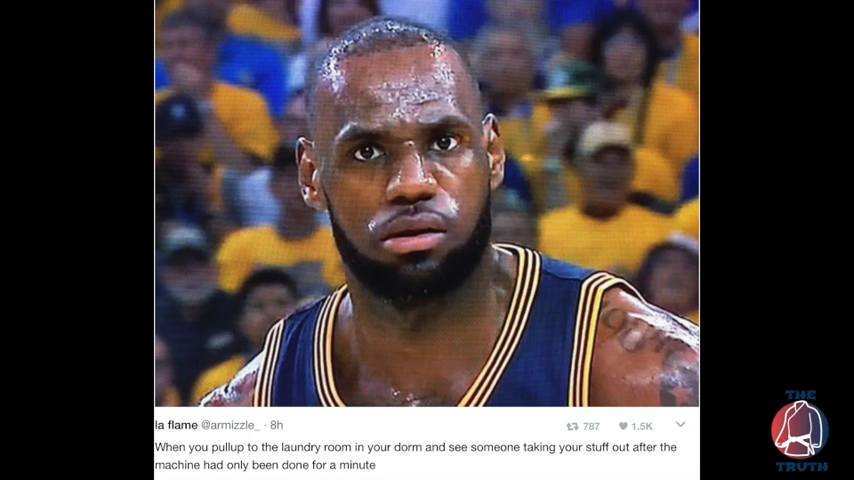 la flame @armizzle_ · 8h 787 1.5K
When you pullup to the laundry room in your dorm and see someone taking your stuff out after the
machine had only been done for a minute
THE
TRUTH